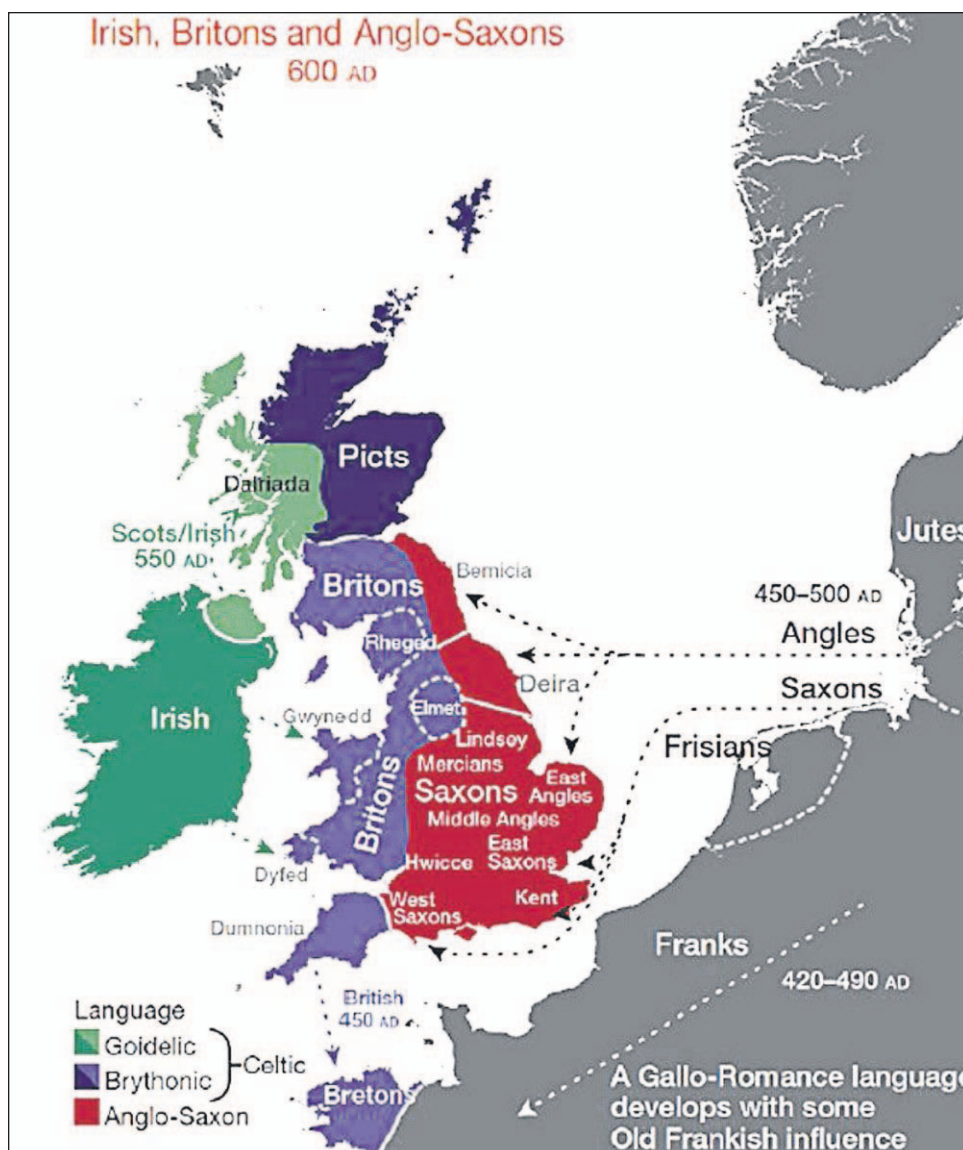 Irish, Britons and Anglo-Saxons
600 AD
Picts
Dalriada
Scots/Irish
550 AD
Jutes
Britons
Bernicia
450–500 AD
Angles
Rheged
Deira
Saxons
Irish
Gwynedd
Elmet
Lindsey
Frisians
Mercians
Saxons
East
Angles
Britons
Middle Angles
East
Saxons
Hwicce
Dyfed
West
Saxons
Kent
Dumnonia
Franks
420–490 AD
British
450 AD
Language
Goidelic
Brythonic
Celtic
Anglo-Saxon
Bretons
A Gallo-Romance language
develops with some
Old Frankish influence